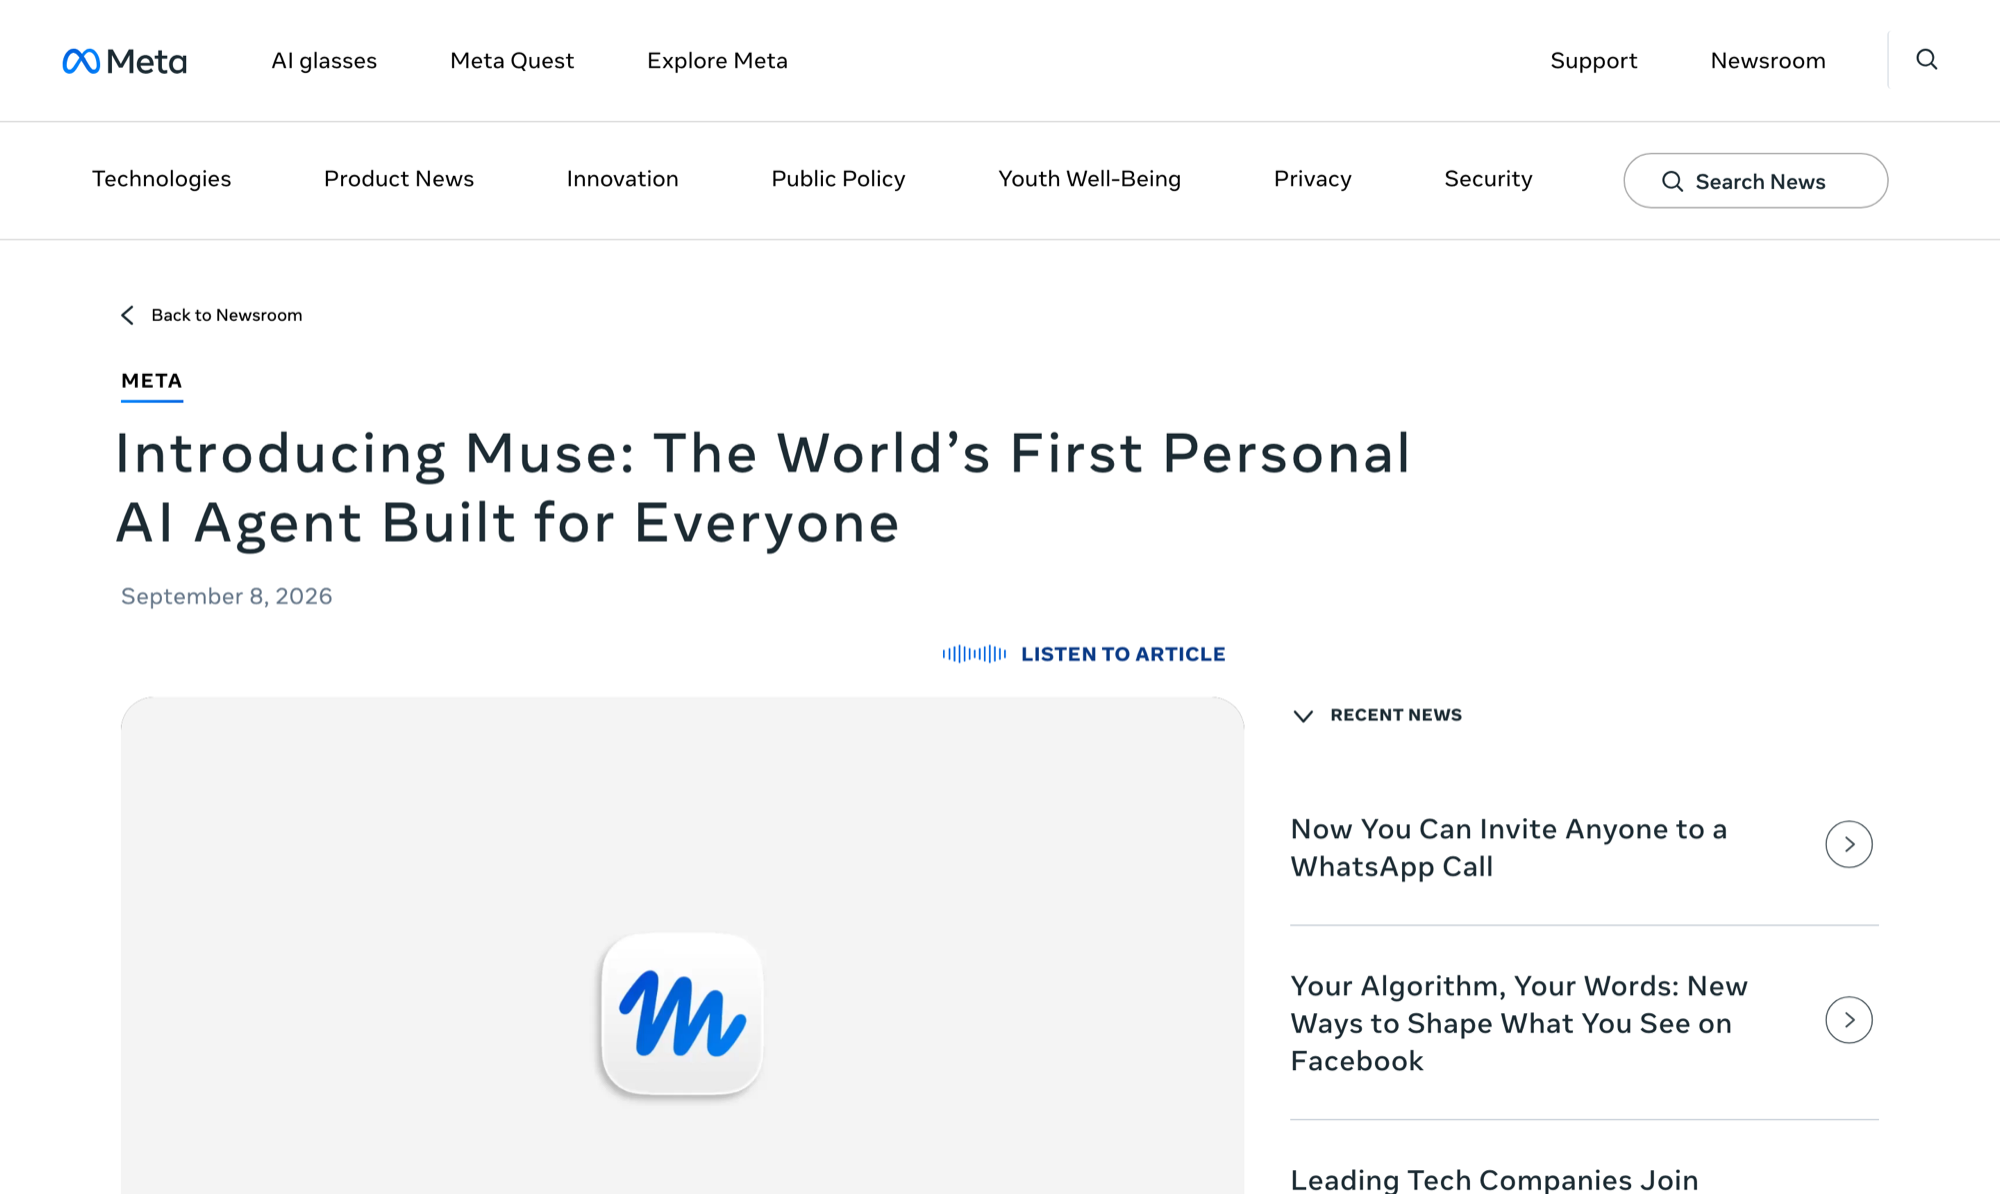 Meta
AI glasses
Meta Quest
Explore Meta
Support
Newsroom
Technologies
Product News
Innovation
Public Policy
Youth Well-Being
Privacy
Security
Search News
Back to Newsroom
META
Introducing Muse: The World’s First Personal
AI Agent Built for Everyone
September 8, 2026
LISTEN TO ARTICLE
RECENT NEWS
Now You Can Invite Anyone to a
WhatsApp Call
Your Algorithm, Your Words: New
Ways to Shape What You See on
Facebook
Leading Tech Companies Join